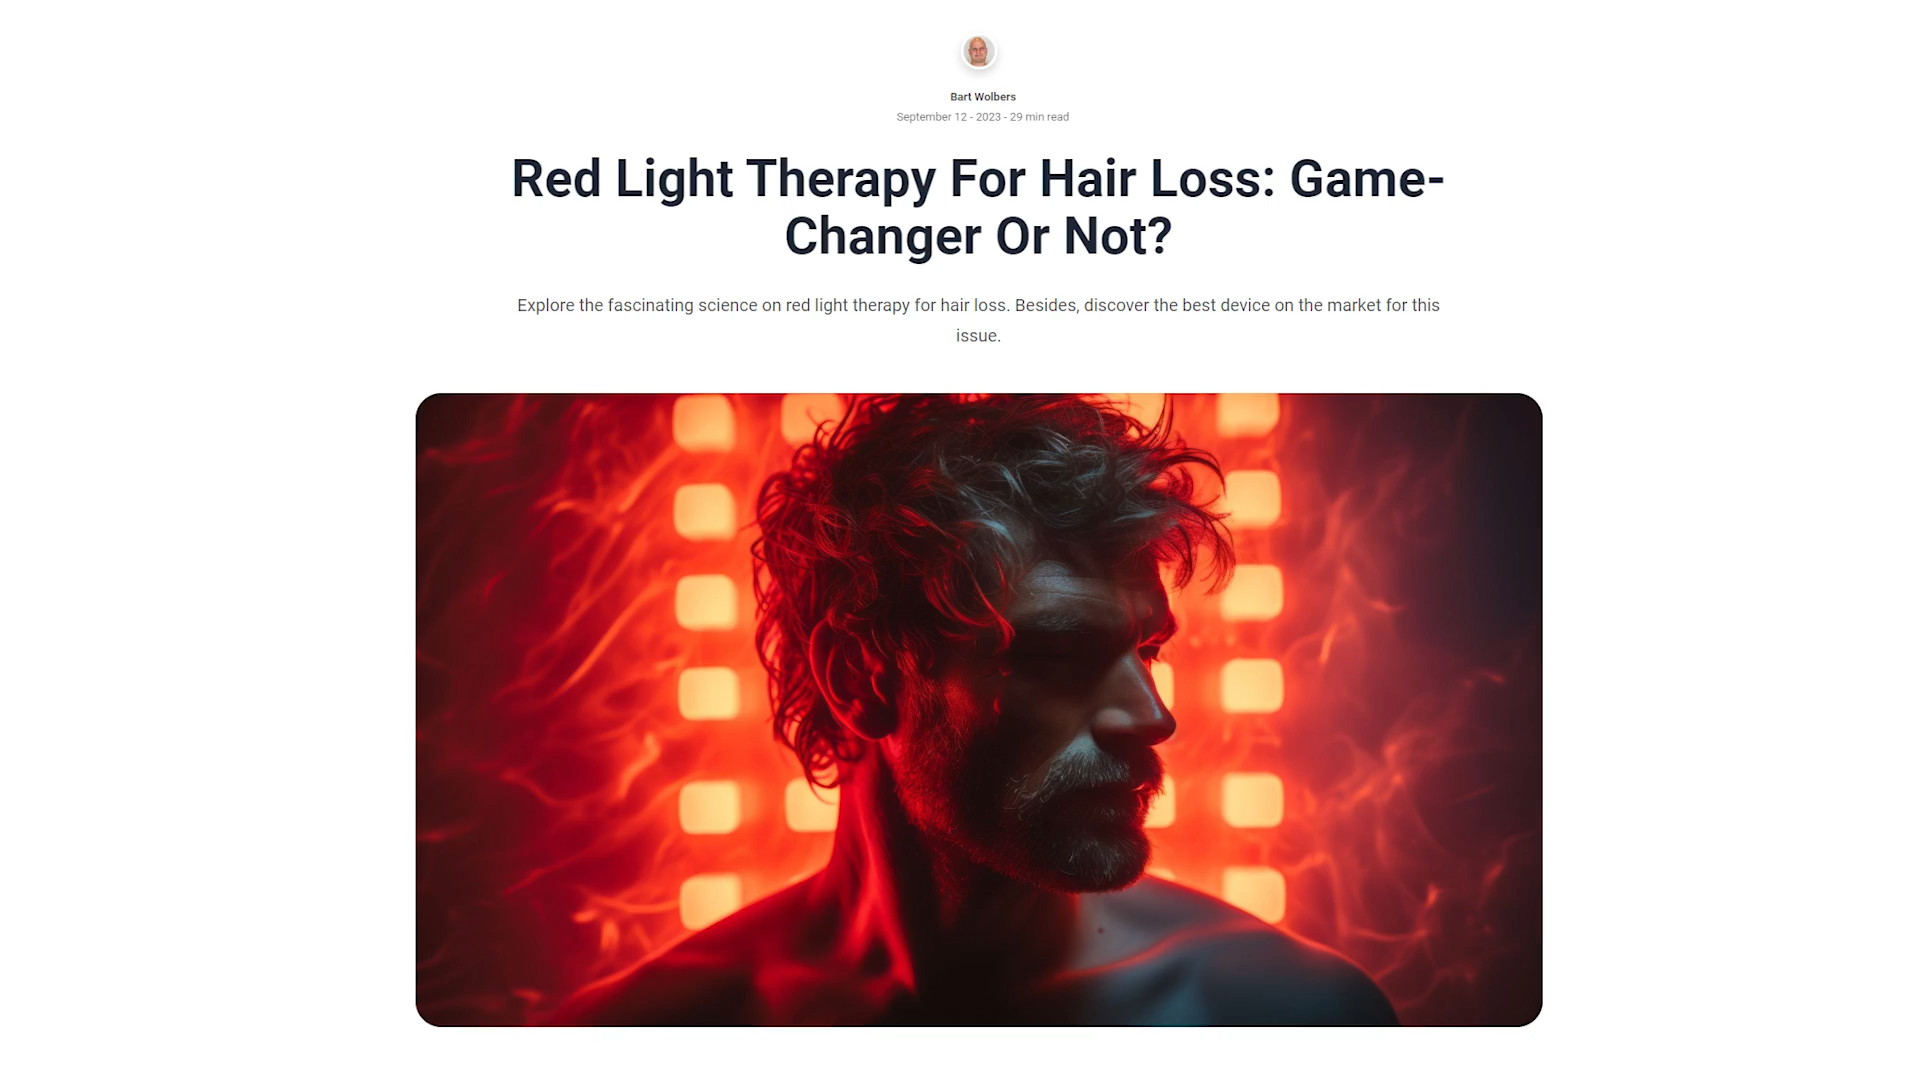 Bart Wolbers
September 12 - 2023 - 29 min read
Red Light Therapy For Hair Loss: Game-
Changer Or Not?
Explore the fascinating science on red light therapy for hair loss. Besides, discover the best device on the market for this
issue.